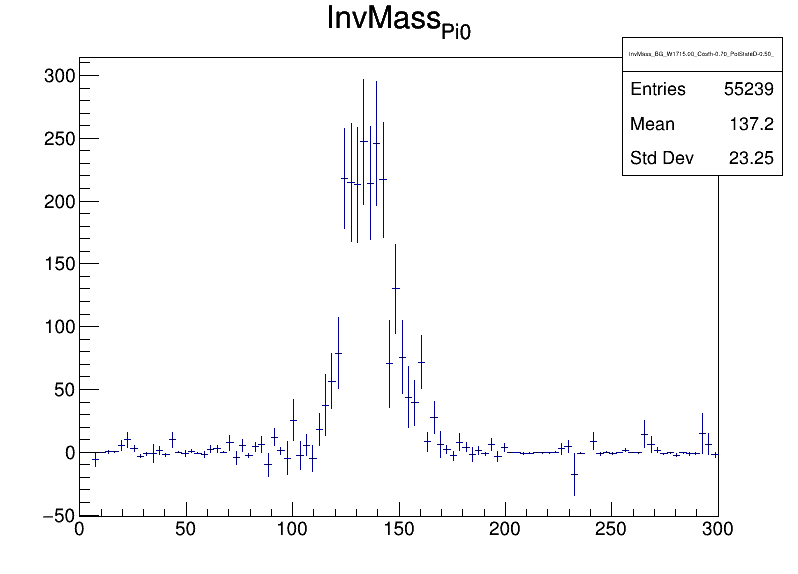 InvMass_Pi0
InvMass_BG_W1715.00_Costh-0.70_PolStateD-0.50_
Entries 55239
Mean 137.2
Std Dev 23.25
300
250
200
150
100
50
0
−50
0 50 100 150 200 250 300